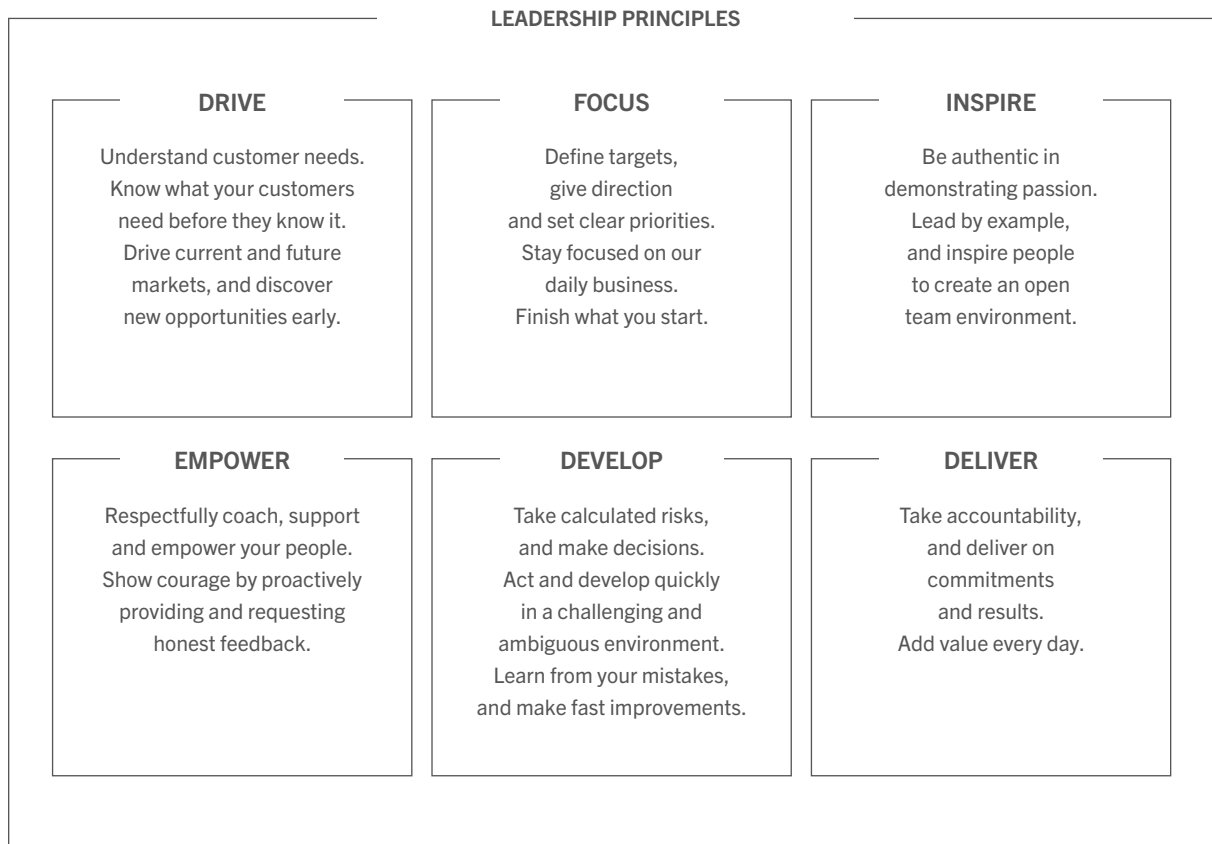 LEADERSHIP PRINCIPLES
DRIVE
Understand customer needs.
Know what your customers
need before they know it.
Drive current and future
markets, and discover
new opportunities early.
FOCUS
Define targets,
give direction
and set clear priorities.
Stay focused on our
daily business.
Finish what you start.
INSPIRE
Be authentic in
demonstrating passion.
Lead by example,
and inspire people
to create an open
team environment.
EMPOWER
Respectfully coach, support
and empower your people.
Show courage by proactively
providing and requesting
honest feedback.
DEVELOP
Take calculated risks,
and make decisions.
Act and develop quickly
in a challenging and
ambiguous environment.
Learn from your mistakes,
and make fast improvements.
DELIVER
Take accountability,
and deliver on
commitments
and results.
Add value every day.